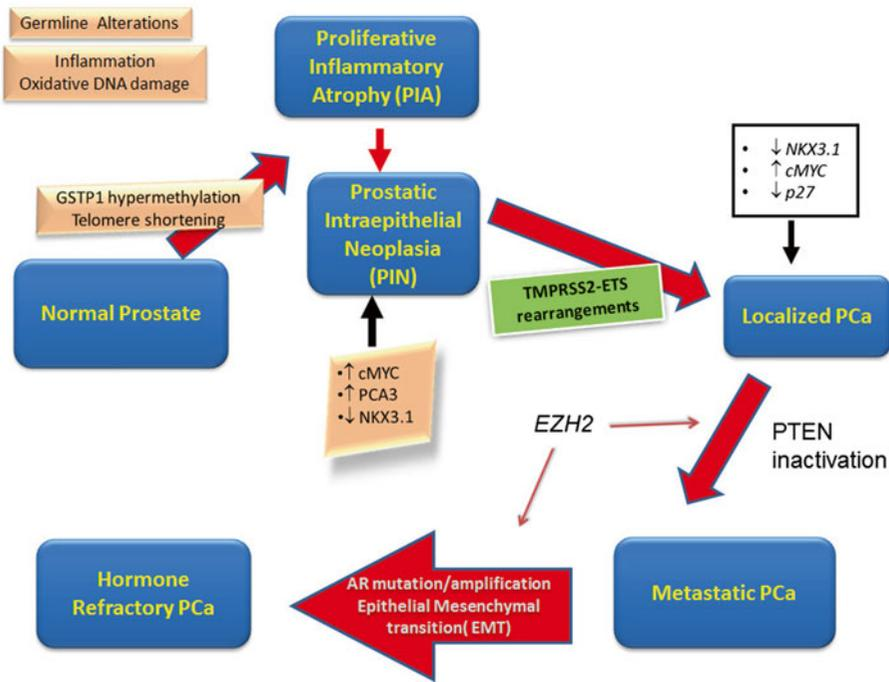 Germline Alterations
Inflammation
Oxidative DNA damage
Proliferative
Inflammatory
Atrophy (PIA)
GSTP1 hypermethylation
Telomere shortening
Normal Prostate
Prostatic
Intraepithelial
Neoplasia
(PIN)
•↑ cMYC
•↑ PCA3
•↓ NKX3.1
TMPRSS2-ETS
rearrangements
• ↓ NKX3.1
• ↑ cMYC
• ↓ p27
Localized PCa
EZH2
PTEN
inactivation
Metastatic PCa
AR mutation/amplification
Epithelial Mesenchymal
transition( EMT)
Hormone
Refractory PCa